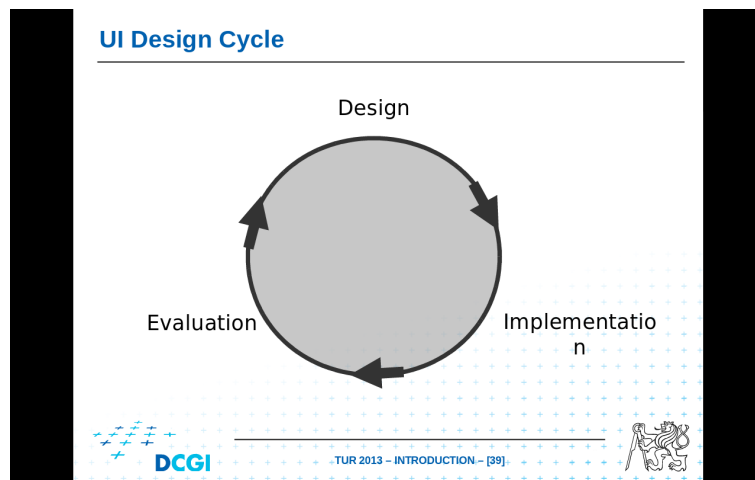 UI Design Cycle
Design
Evaluation
Implementatio
n
DCGI
TUR 2013 – INTRODUCTION – [39]